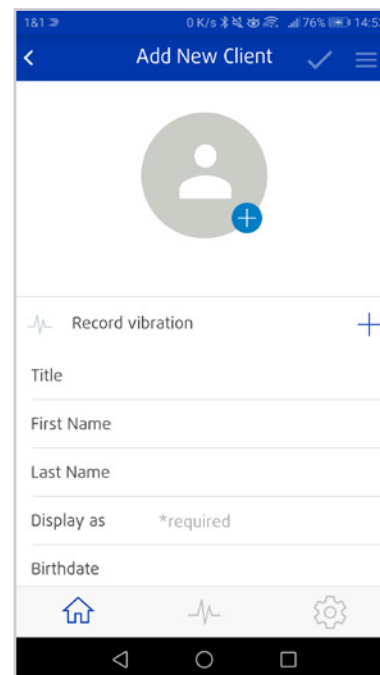 1&1 0 K/s 76% 14:53
Add New Client
Record vibration
Title
First Name
Last Name
Display as *required
Birthdate